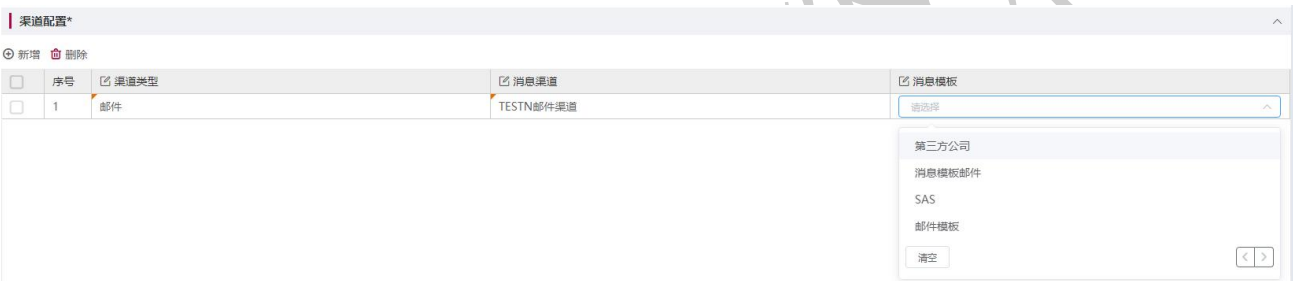 渠道配置*
新增 删除
序号 渠道类型 消息渠道 消息模板
1 邮件 TESTN邮件渠道 请选择
第三方公司
消息模板邮件
SAS
邮件模板
清空